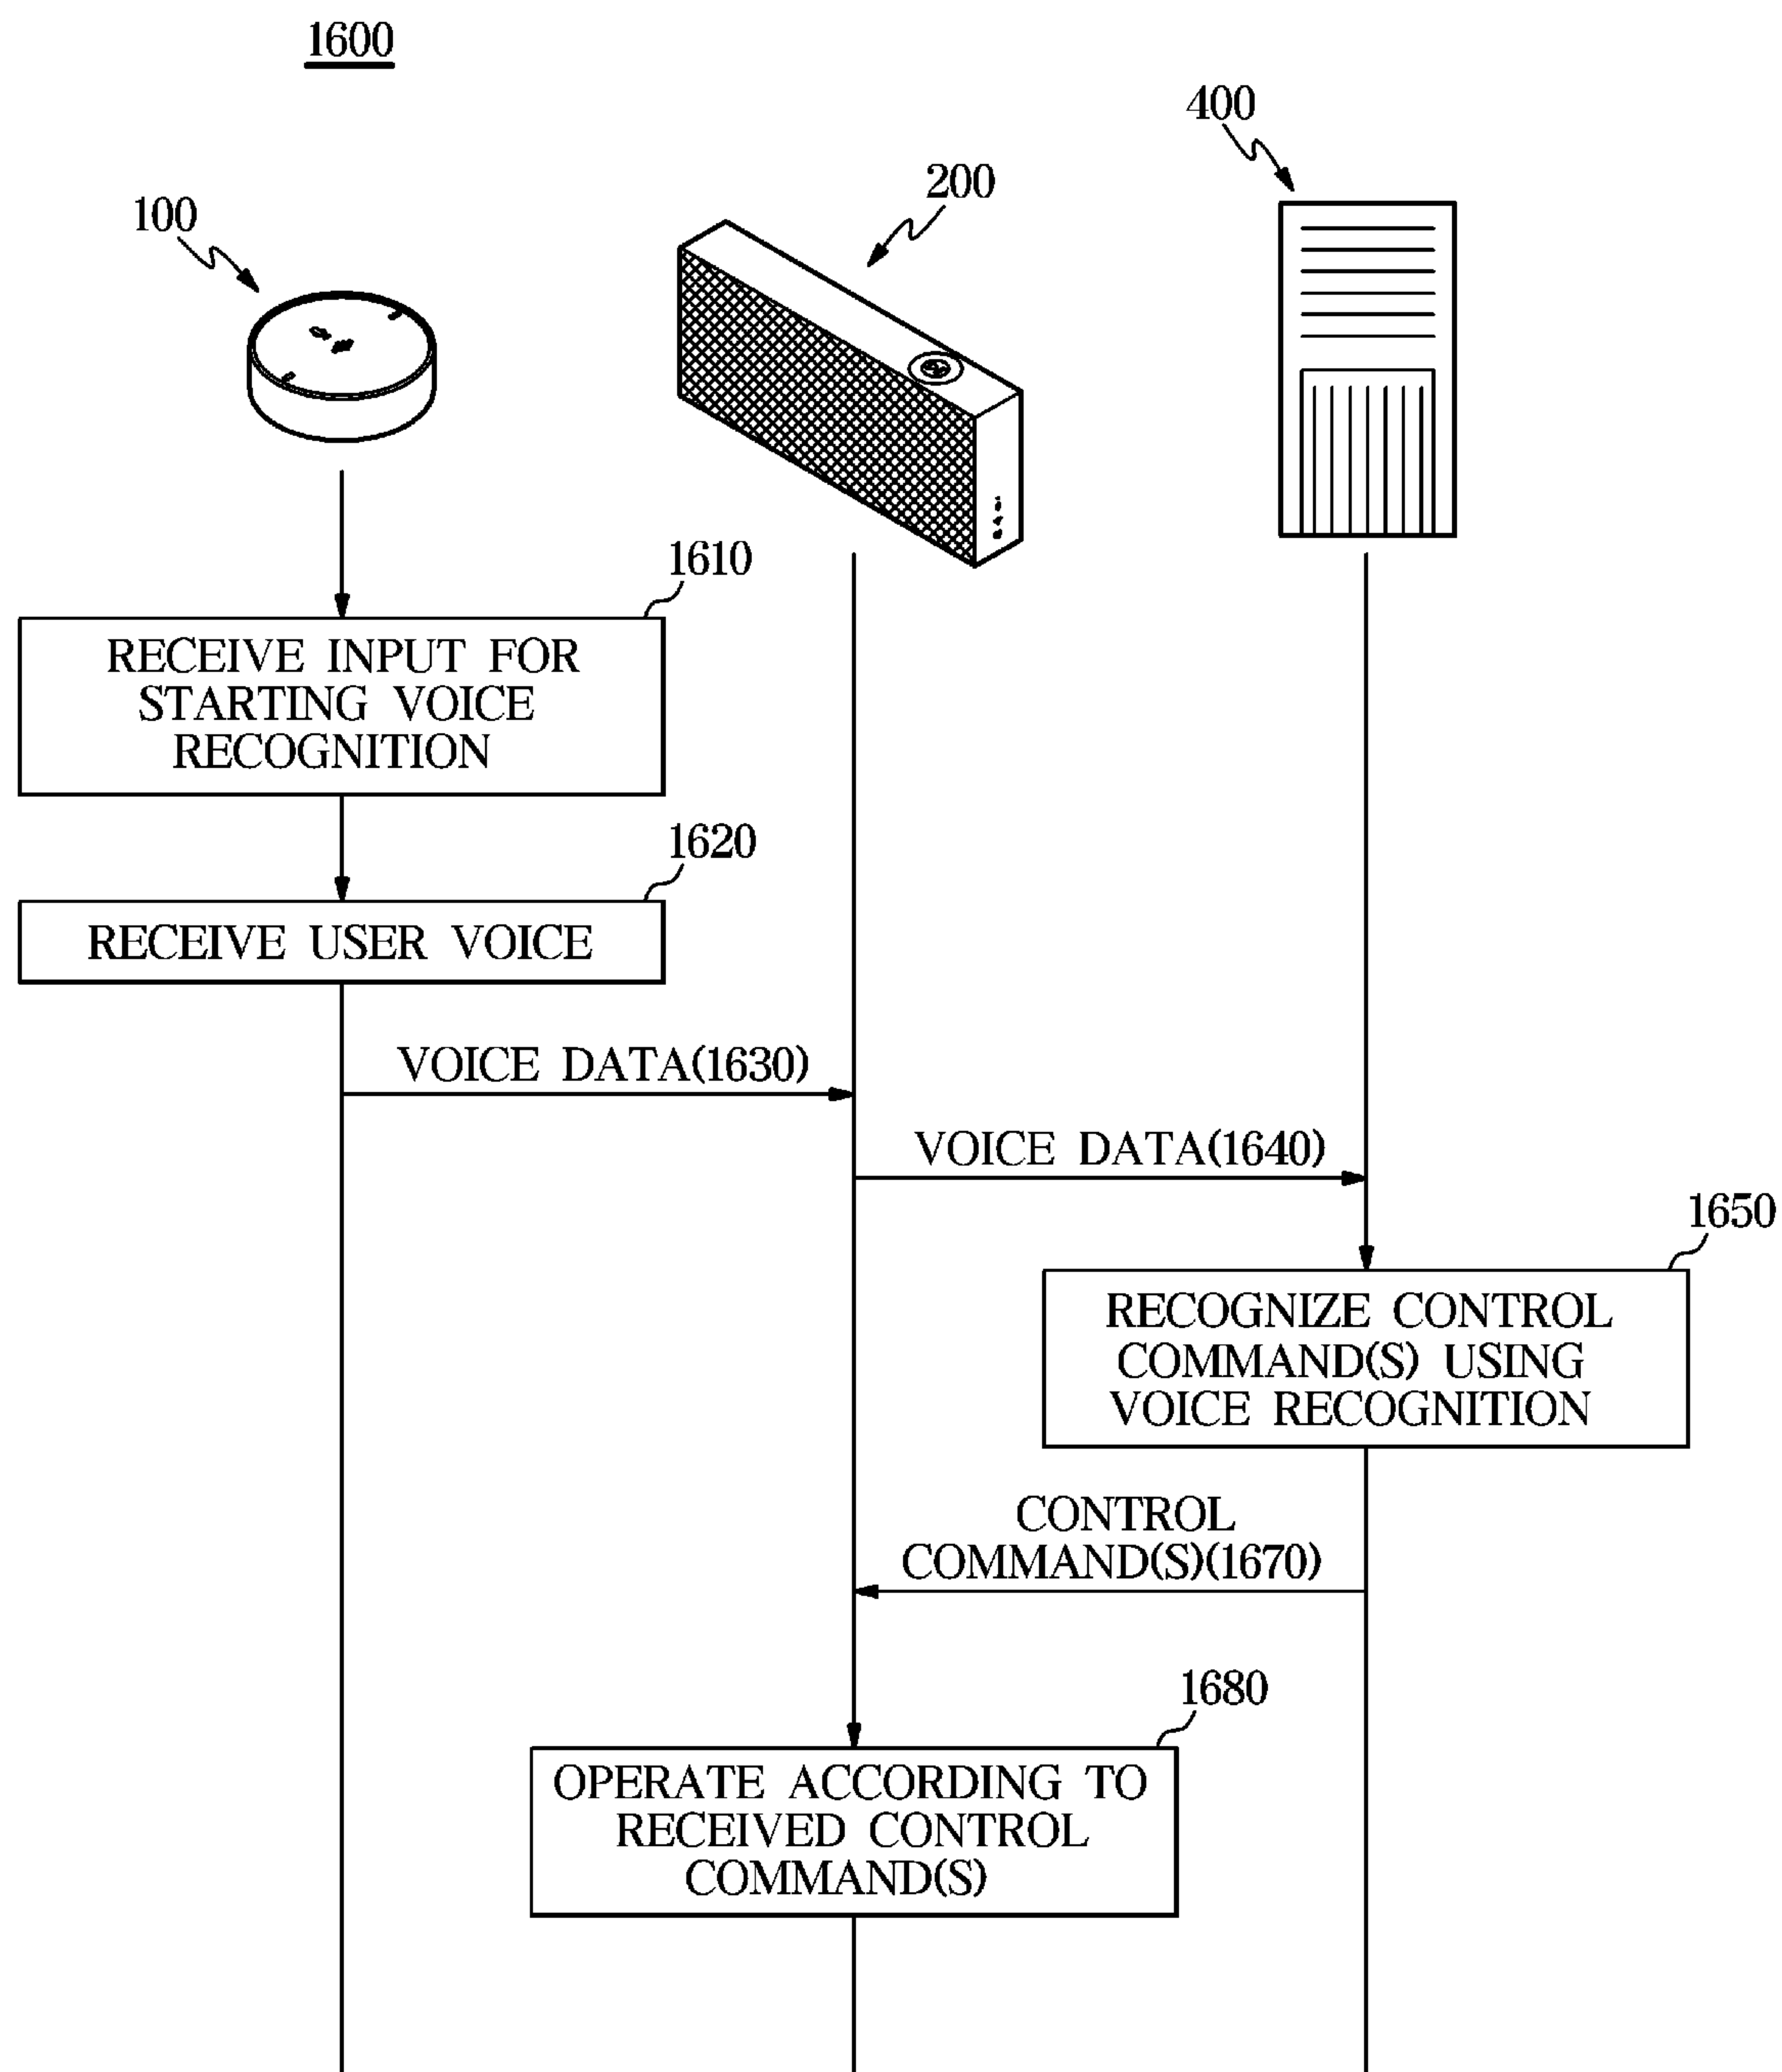 1600
400
200
100
1610
RECEIVE INPUT FOR
STARTING VOICE
RECOGNITION
1620
RECEIVE USER VOICE
VOICE DATA(1630)
VOICE DATA(1640)
1650
RECOGNIZE CONTROL
COMMAND(S) USING
VOICE RECOGNITION
CONTROL
COMMAND(S)(1670)
1680
OPERATE ACCORDING TO
RECEIVED CONTROL
COMMAND(S)